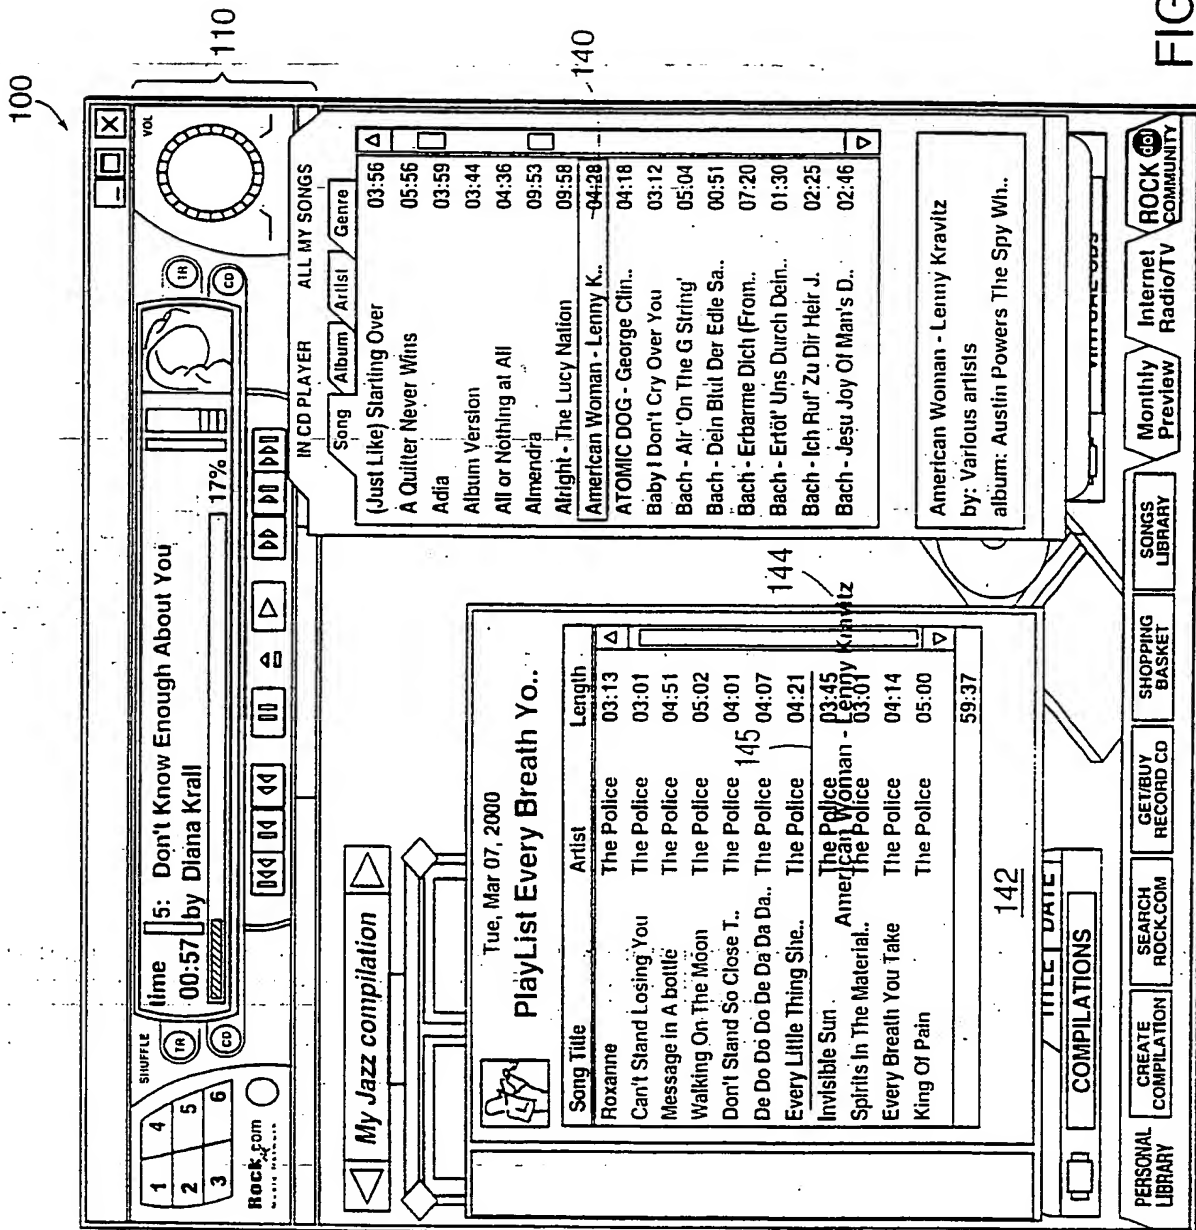 100
110
1 4
2 5
3 6
Rock.com
SHUFFLE
TR
CD
time
00:57
5: Don't Know Enough About You
by Diana Krall
17%
TR
CD
VOL
My Jazz compilation
IN CD PLAYER ALL MY SONGS
Song Album Artist Genre
(Just Like) Starting Over 03:56
A Quitter Never Wins 05:56
Adia 03:59
Album Version 03:44
All or Nothing at All 04:36
Almendra 09:53
Alright - The Lucy Nation 09:58
American Woman - Lenny K.. 04:28
ATOMIC DOG - George Clin.. 04:18
Baby I Don't Cry Over You 03:12
Bach - Air 'On The G String' 05:04
Bach - Dein Blut Der Edle Sa.. 00:51
Bach - Erbarme Dich (From.. 07:20
Bach - Ertöt' Uns Durch Dein.. 01:30
Bach - Ich Ruf' Zu Dir Heir J. 02:25
Bach - Jesu Joy Of Man's D.. 02:46
140
American Woman - Lenny Kravitz
by: Various artists
album: Austin Powers The Spy Wh..
Tue, Mar 07, 2000
PlayList Every Breath Yo..
Song Title Artist Length
Roxanne The Police 03:13
Can't Stand Losing You The Police 03:01
Message in A bottle The Police 04:51
Walking On The Moon The Police 05:02
Don't Stand So Close T.. The Police 04:01
De Do Do Do De Da Da Da.. The Police 04:07
Every Little Thing She.. The Police 04:21
Invisible Sun The Police 03:45
American Woman - Lenny Kravitz
Spirits In The Material.. The Police 03:01
Every Breath You Take The Police 04:14
King Of Pain The Police 05:00
59:37
145
144
142
TITLE DATE
COMPILATIONS
PERSONAL LIBRARY
CREATE COMPILATION
SEARCH ROCK.COM
GET/BUY RECORD CD
SHOPPING BASKET
SONGS LIBRARY
Monthly Preview
Internet Radio/TV
ROCK dot COMMUNITY
FIG